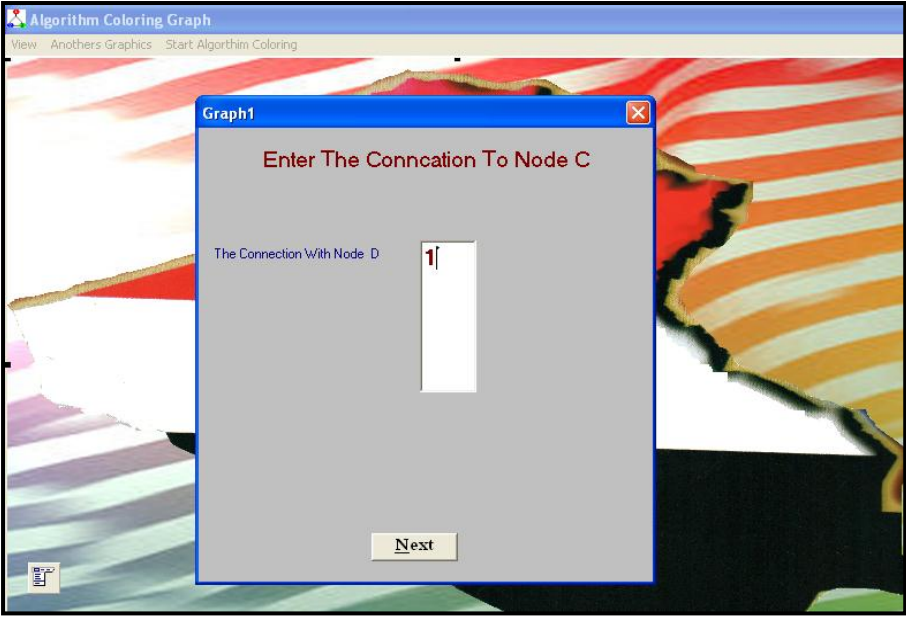 Algorithm Coloring Graph
View Anothers Graphics Start Algorthim Coloring
Graph1
Enter The Conncation To Node C
The Connection With Node D
1
Next